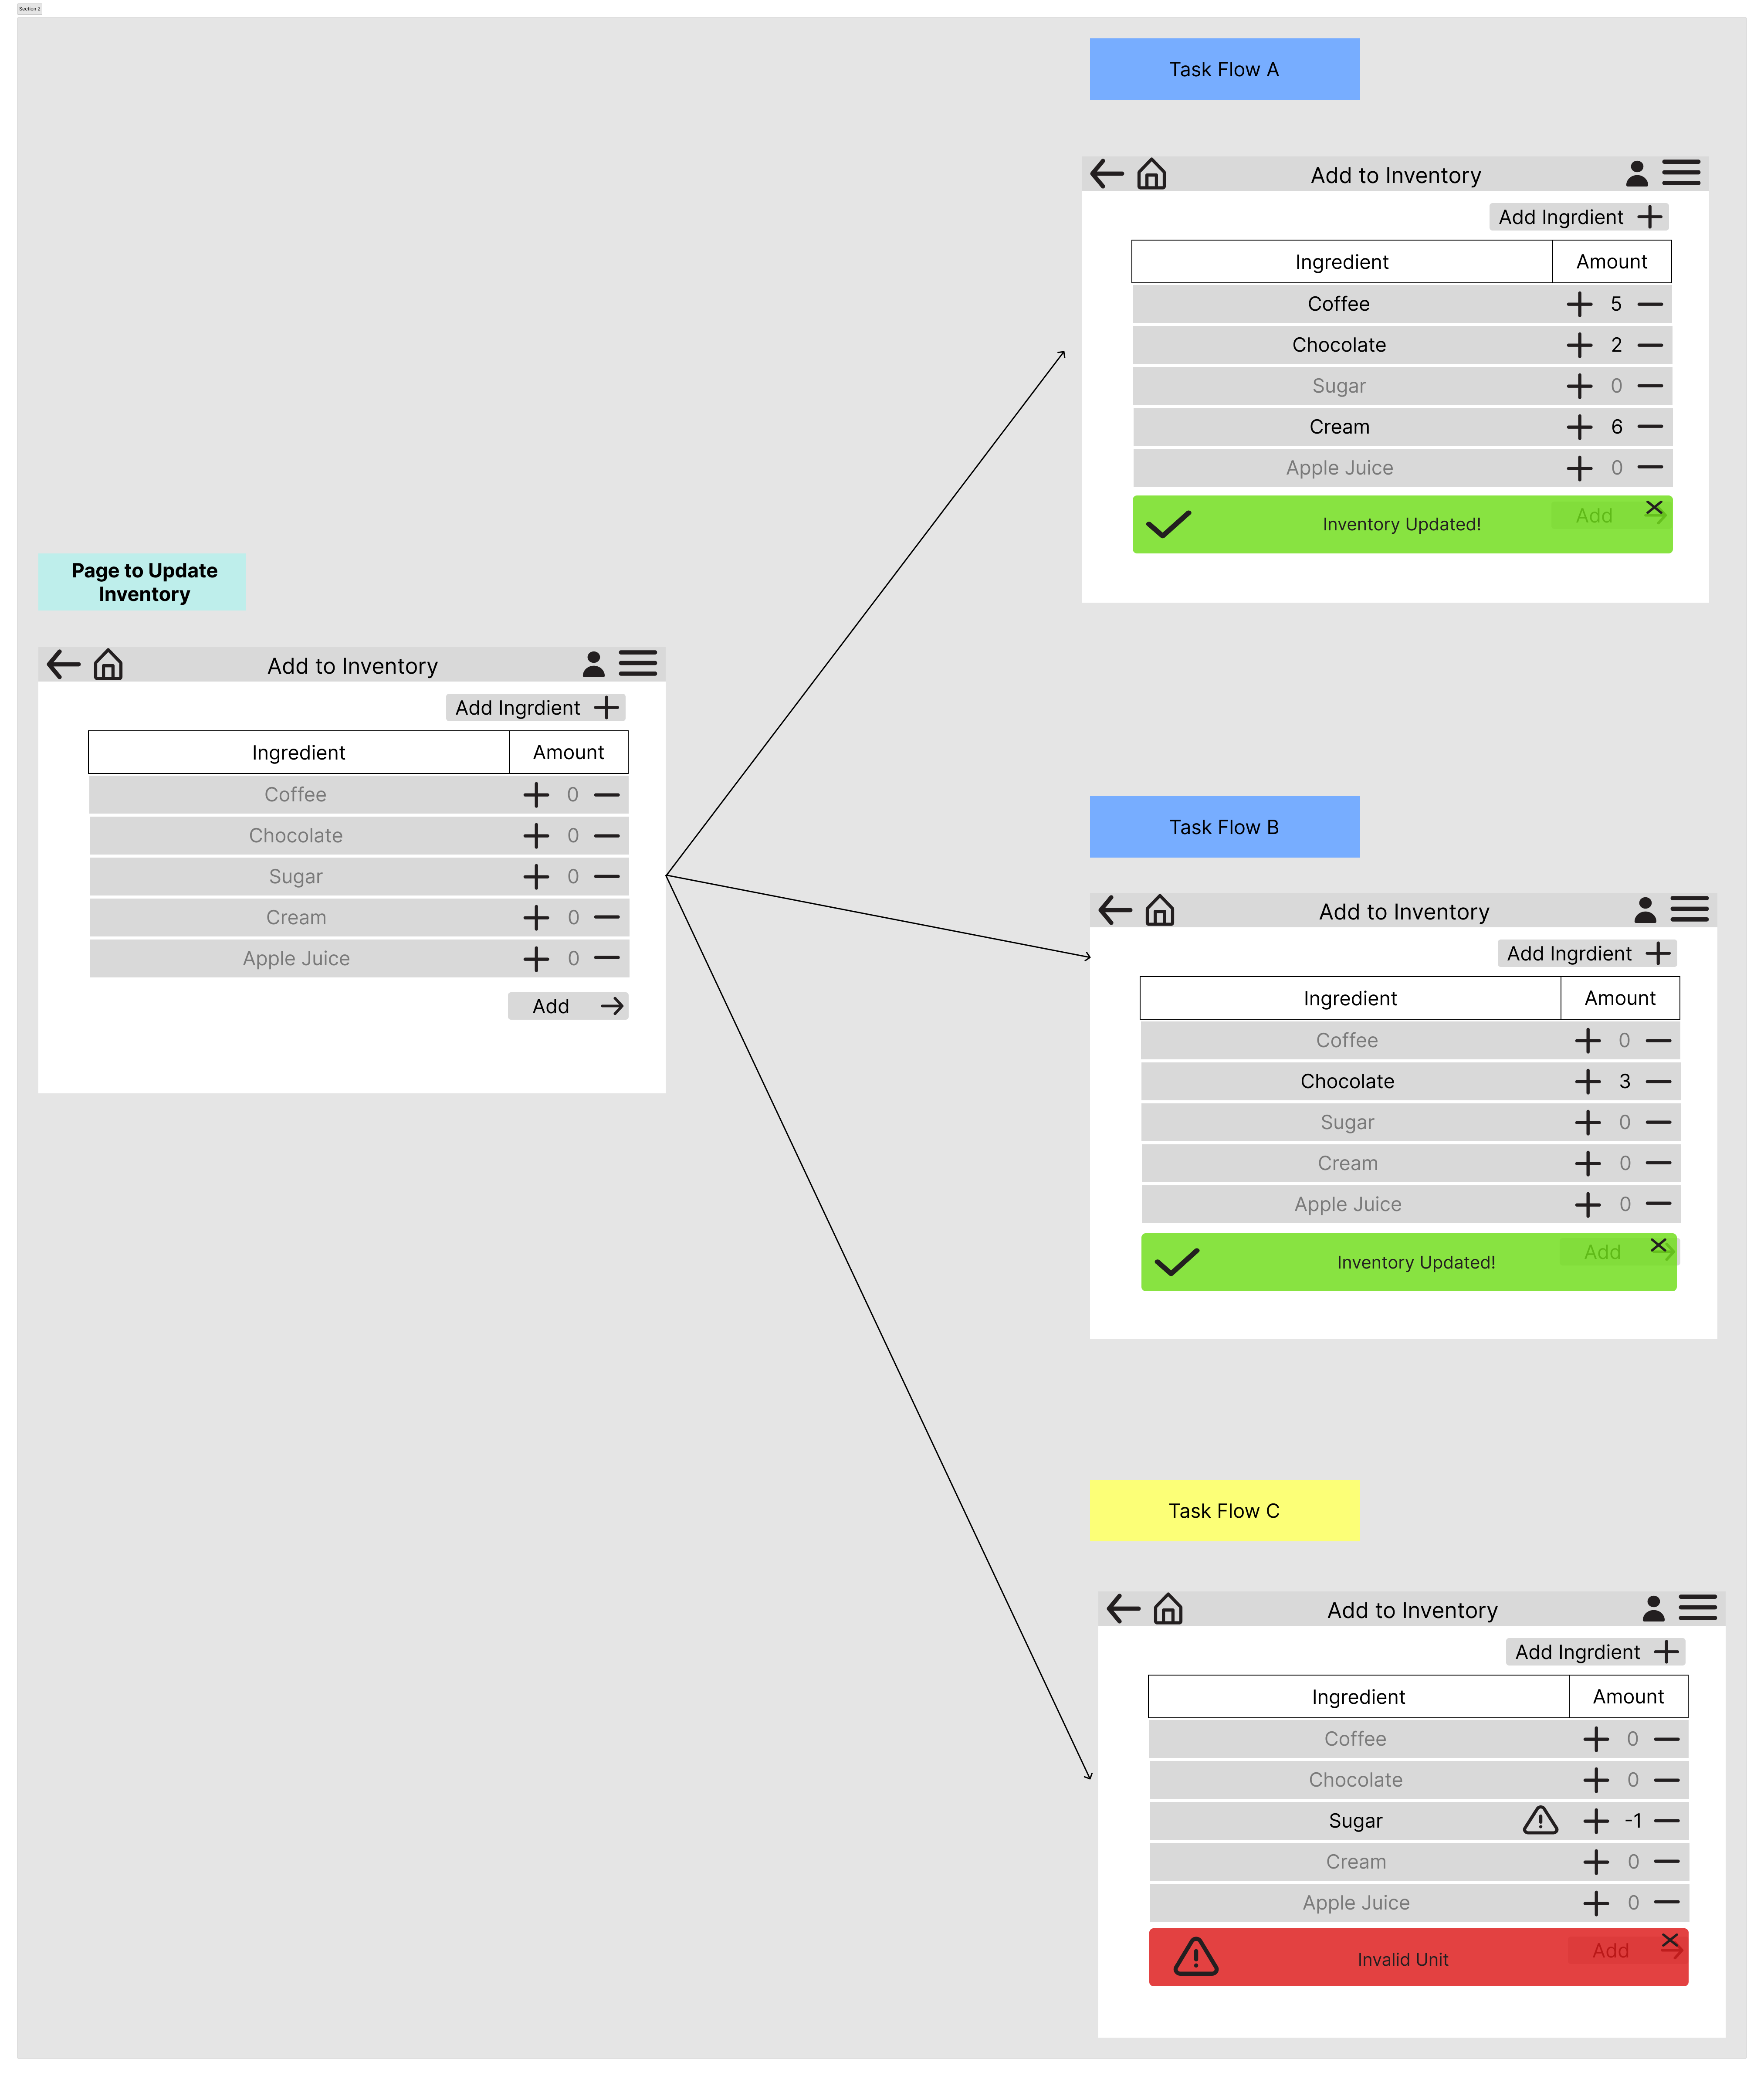 Section 2
Task Flow A
Add to Inventory
Add Ingrdient
Ingredient Amount
Coffee 5
Chocolate 2
Sugar 0
Cream 6
Apple Juice 0
Add
Inventory Updated!
Page to Update
Inventory
Add to Inventory
Add Ingrdient
Ingredient Amount
Coffee 0
Chocolate 0
Sugar 0
Cream 0
Apple Juice 0
Add
Task Flow B
Add to Inventory
Add Ingrdient
Ingredient Amount
Coffee 0
Chocolate 3
Sugar 0
Cream 0
Apple Juice 0
Add
Inventory Updated!
Task Flow C
Add to Inventory
Add Ingrdient
Ingredient Amount
Coffee 0
Chocolate 0
Sugar -1
Cream 0
Apple Juice 0
Add
Invalid Unit